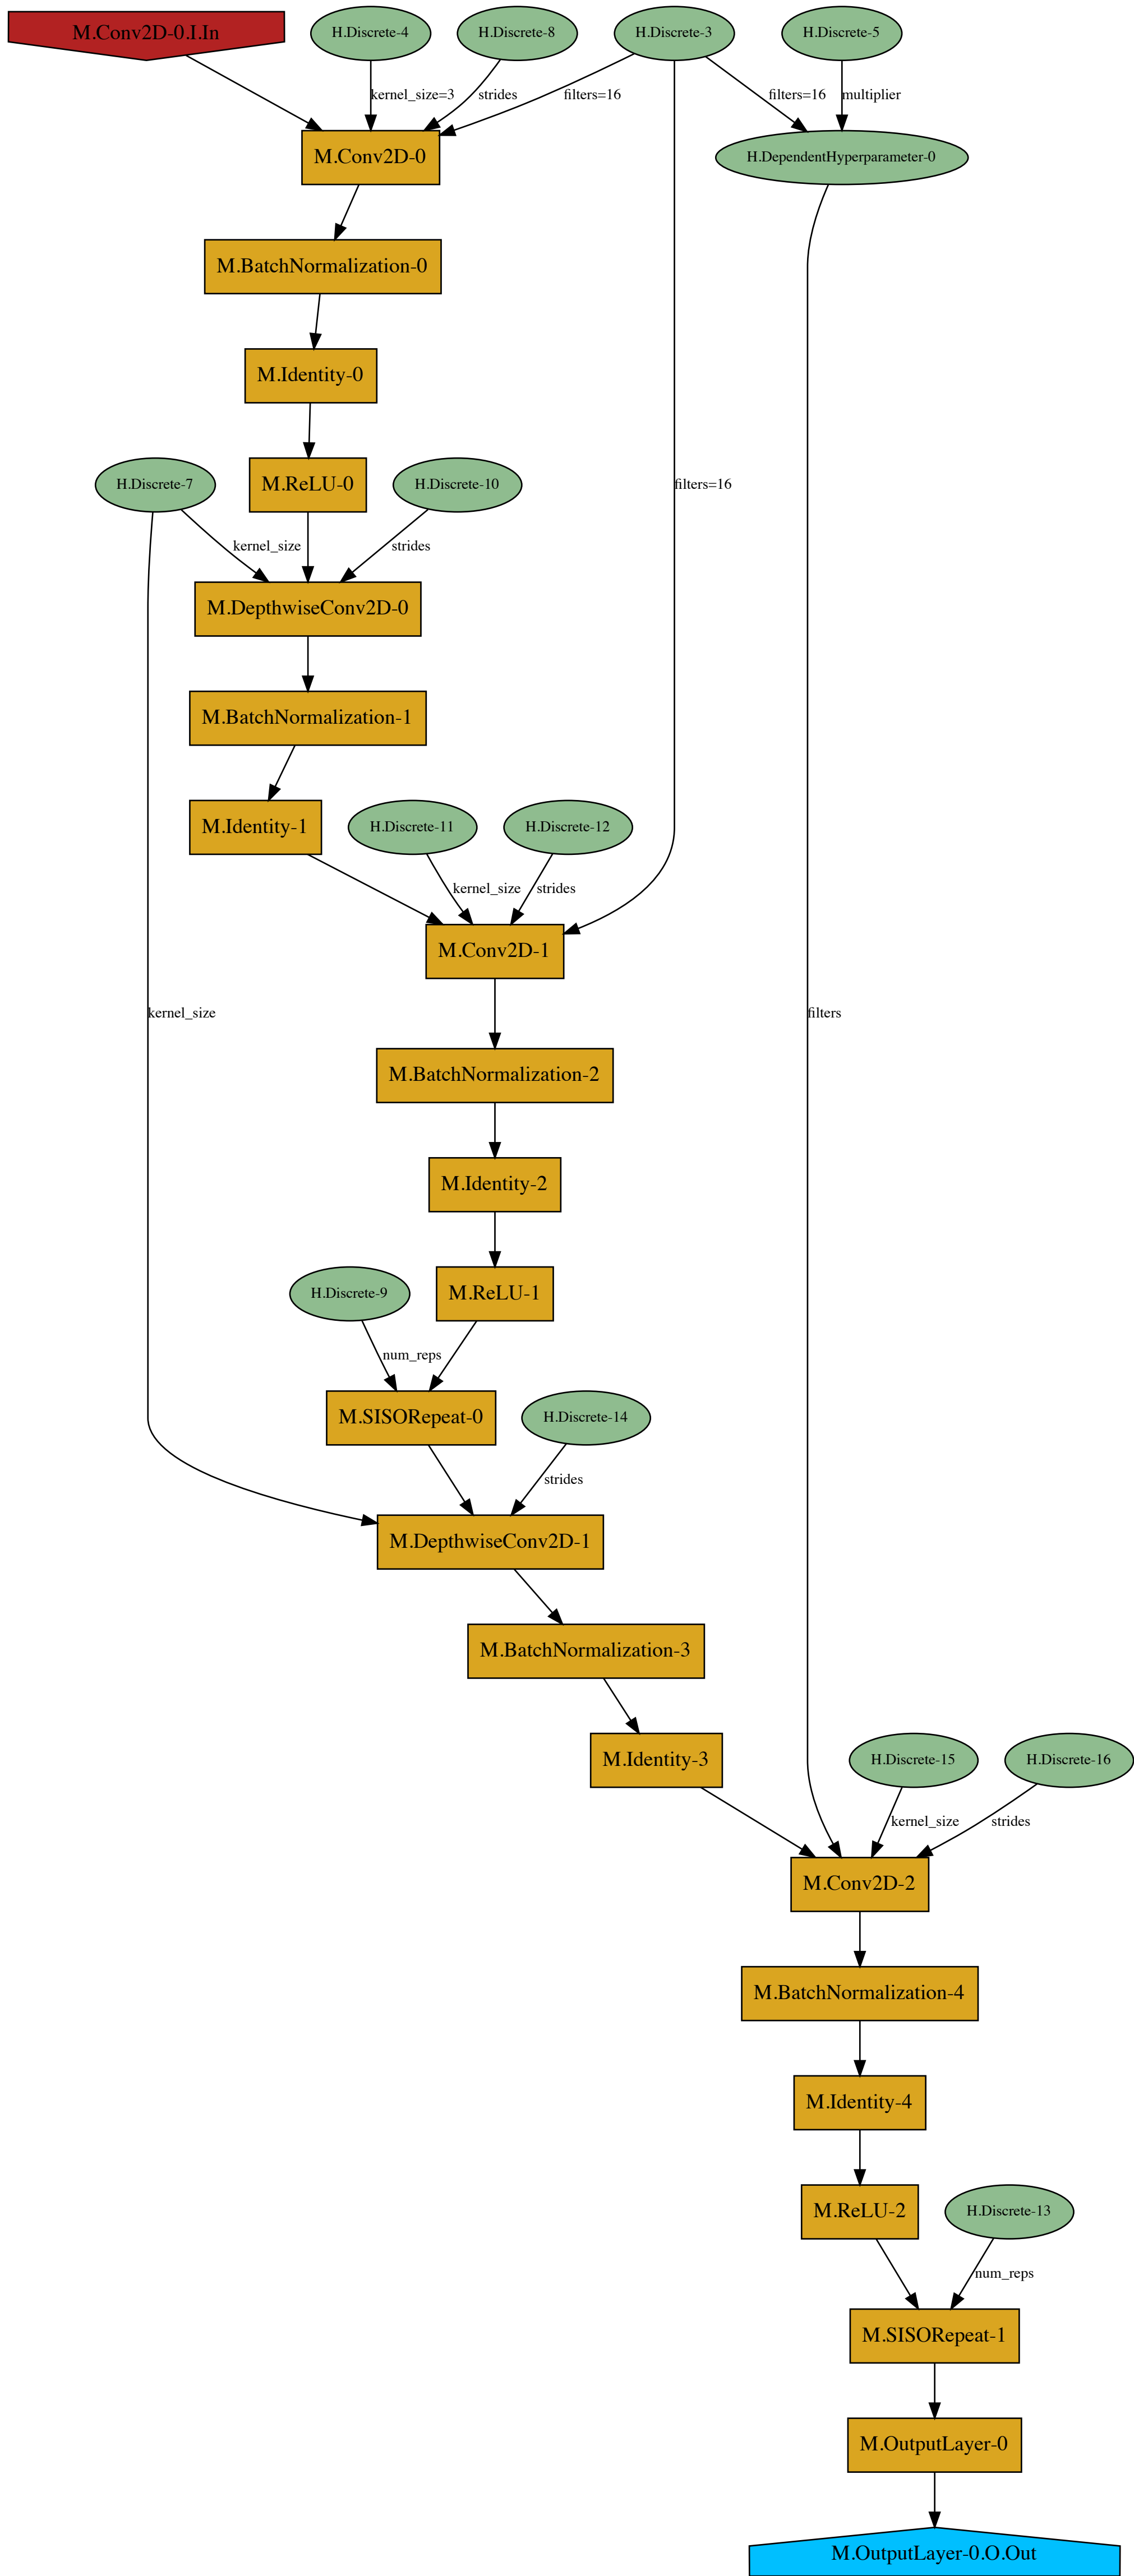 M.Conv2D-0.I.In
H.Discrete-4
H.Discrete-8
H.Discrete-3
H.Discrete-5
kernel_size=3
strides
filters=16
filters=16
multiplier
M.Conv2D-0
H.DependentHyperparameter-0
M.BatchNormalization-0
M.Identity-0
H.Discrete-7
M.ReLU-0
H.Discrete-10
filters=16
kernel_size
strides
M.DepthwiseConv2D-0
M.BatchNormalization-1
M.Identity-1
H.Discrete-11
H.Discrete-12
kernel_size
strides
M.Conv2D-1
kernel_size
filters
M.BatchNormalization-2
M.Identity-2
H.Discrete-9
M.ReLU-1
num_reps
M.SISORepeat-0
H.Discrete-14
strides
M.DepthwiseConv2D-1
M.BatchNormalization-3
M.Identity-3
H.Discrete-15
H.Discrete-16
kernel_size
strides
M.Conv2D-2
M.BatchNormalization-4
M.Identity-4
M.ReLU-2
H.Discrete-13
num_reps
M.SISORepeat-1
M.OutputLayer-0
M.OutputLayer-0.O.Out